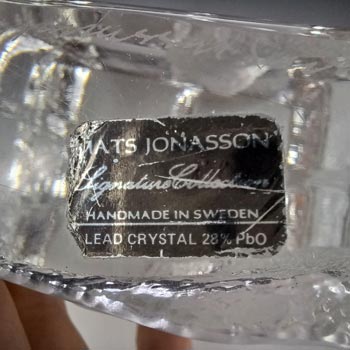 MATS JONASSON
Signature Collection
HANDMADE IN SWEDEN
LEAD CRYSTAL 28% PbO